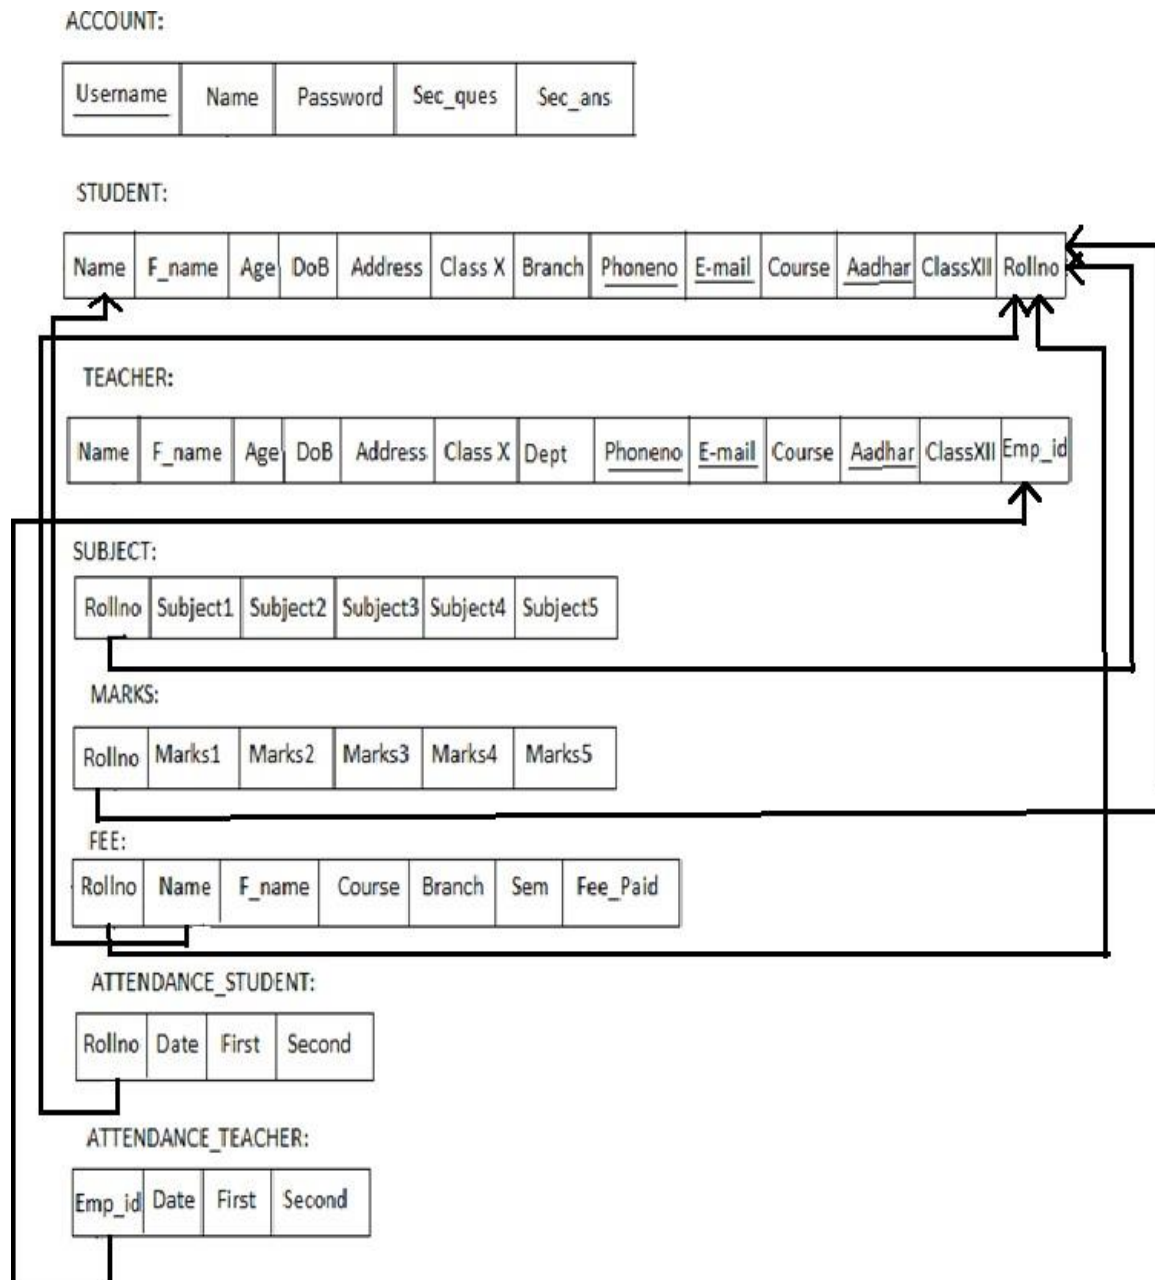 ACCOUNT:
Username Name Password Sec_ques Sec_ans
STUDENT:
Name F_name Age DoB Address Class X Branch Phoneno E-mail Course Aadhar ClassXII Rollno
TEACHER:
Name F_name Age DoB Address Class X Dept Phoneno E-mail Course Aadhar ClassXII Emp_id
SUBJECT:
Rollno Subject1 Subject2 Subject3 Subject4 Subject5
MARKS:
Rollno Marks1 Marks2 Marks3 Marks4 Marks5
FEE:
Rollno Name F_name Course Branch Sem Fee_Paid
ATTENDANCE_STUDENT:
Rollno Date First Second
ATTENDANCE_TEACHER:
Emp_id Date First Second